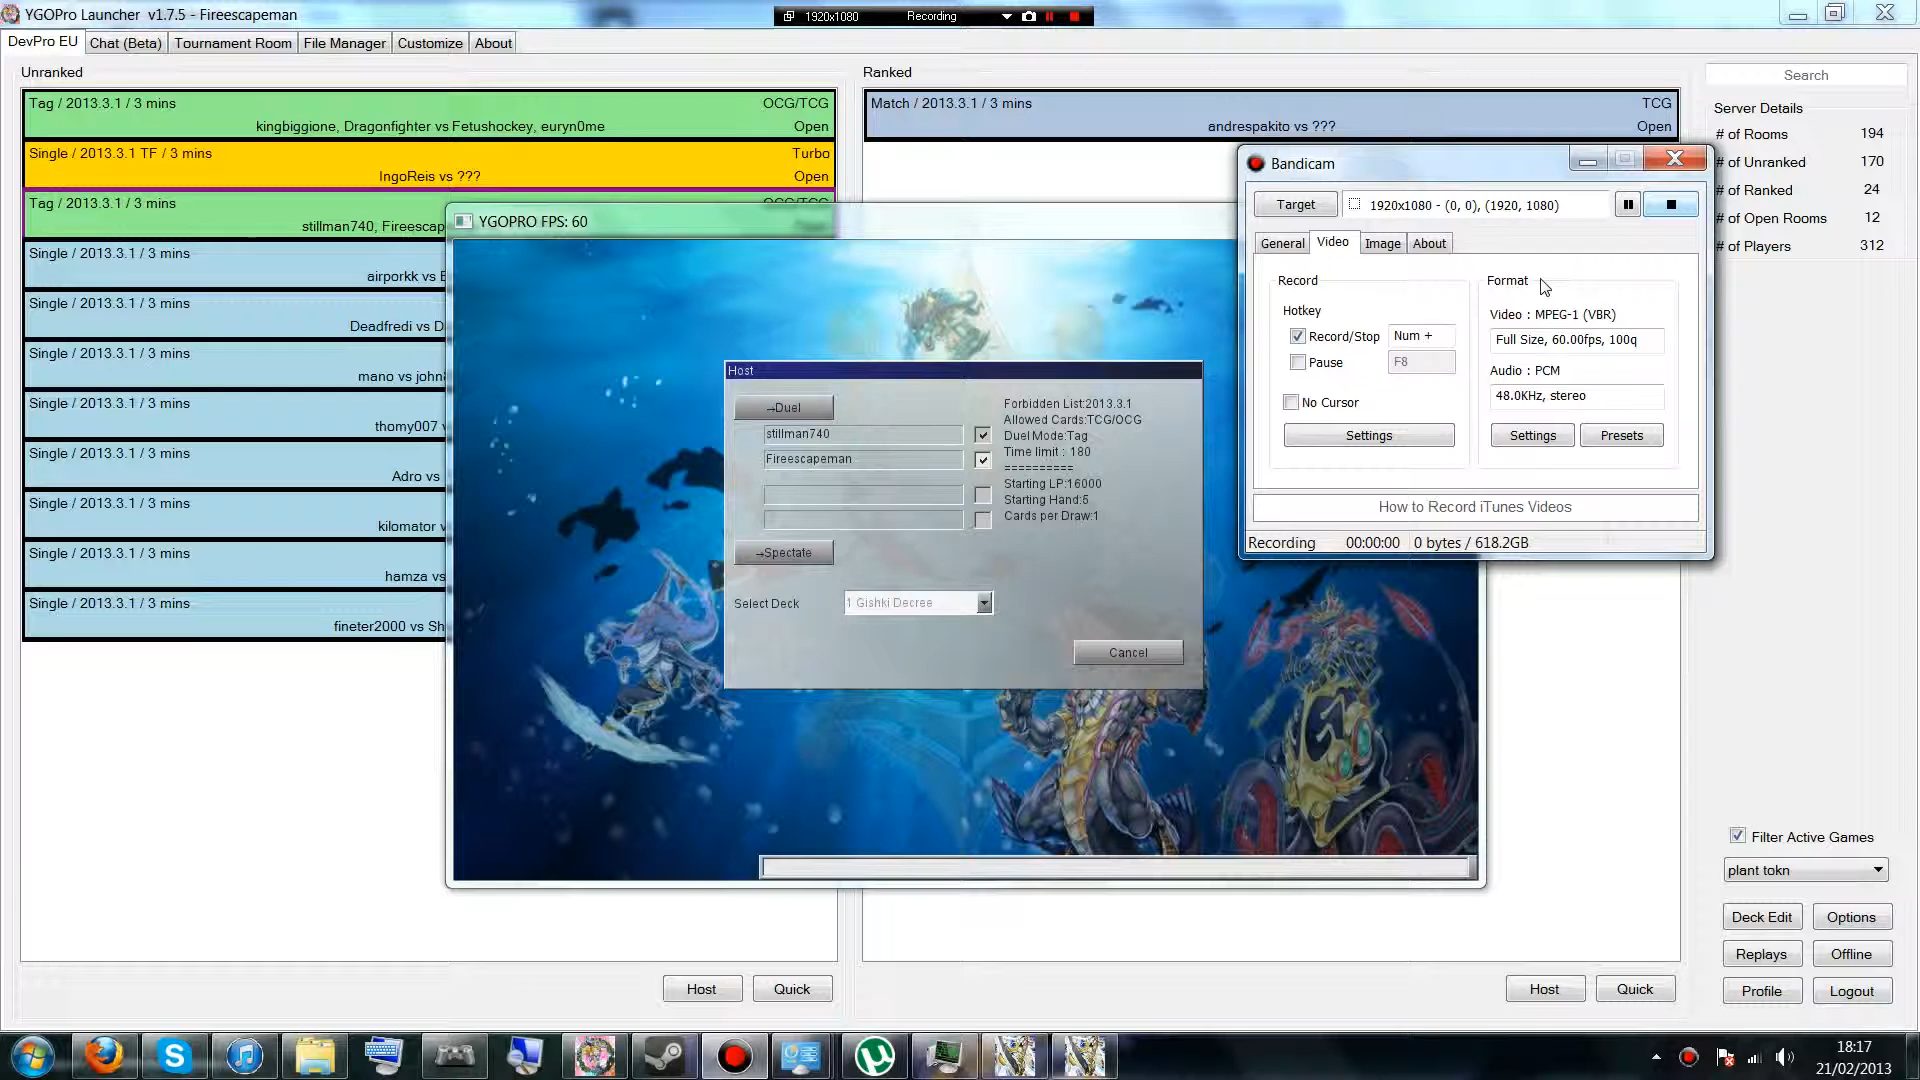 YGOPro Launcher v1.7.5 - Fireescapeman
1920x1080 Recording
DevPro EU Chat (Beta) Tournament Room File Manager Customize About
Unranked
Tag / 2013.3.1 / 3 mins OCG/TCG
kingbiggione, Dragonfighter vs Fetushockey, euryn0me Open
Single / 2013.3.1 TF / 3 mins Turbo
IngoReis vs ??? Open
Tag / 2013.3.1 / 3 mins
stillman740, Fireescap
Single / 2013.3.1 / 3 mins
airporkk vs
Single / 2013.3.1 / 3 mins
Deadfredi vs
Single / 2013.3.1 / 3 mins
mano vs john
Single / 2013.3.1 / 3 mins
thomy007
Single / 2013.3.1 / 3 mins
Adro vs
Single / 2013.3.1 / 3 mins
kilomator
Single / 2013.3.1 / 3 mins
hamza vs
Single / 2013.3.1 / 3 mins
fineter2000 vs Sh
Host Quick
Ranked
Match / 2013.3.1 / 3 mins TCG
andrespakito vs ??? Open
Host Quick
YGOPRO FPS: 60
Host
→Duel
stillman740
Fireescapeman
→Spectate
Select Deck 1 Gishki Decree
Forbidden List:2013.3.1
Allowed Cards:TCG/OCG
Duel Mode:Tag
Time limit : 180
==========
Starting LP:16000
Starting Hand:5
Cards per Draw:1
Cancel
Bandicam
Target 1920x1080 - (0, 0), (1920, 1080)
General Video Image About
Record
Hotkey
Record/Stop Num +
Pause F8
No Cursor
Settings
Format
Video : MPEG-1 (VBR)
Full Size, 60.00fps, 100q
Audio : PCM
48.0KHz, stereo
Settings Presets
How to Record iTunes Videos
Recording 00:00:00 0 bytes / 618.2GB
Search
Server Details
# of Rooms 194
# of Unranked 170
# of Ranked 24
# of Open Rooms 12
# of Players 312
Filter Active Games
plant tokn
Deck Edit Options
Replays Offline
Profile Logout
18:17
21/02/2013